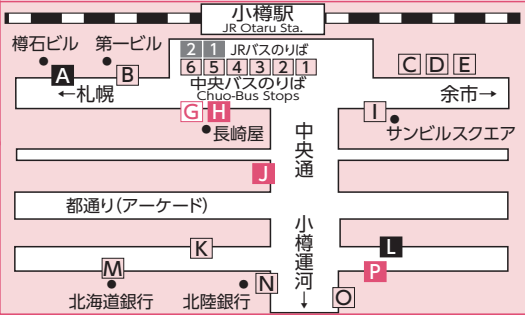 小樽駅
JR Otaru Sta.
樽石ビル 第一ビル
2 1 JRバスのりば
6 5 4 3 2 1
中央バスのりば
Chuo-Bus Stops
A B C D E
←札幌 余市→
G H I
長崎屋 サンビルスクエア
中央通
J
都通り(アーケード)
小樽運河→
K L
M P
北海道銀行 北陸銀行 N O